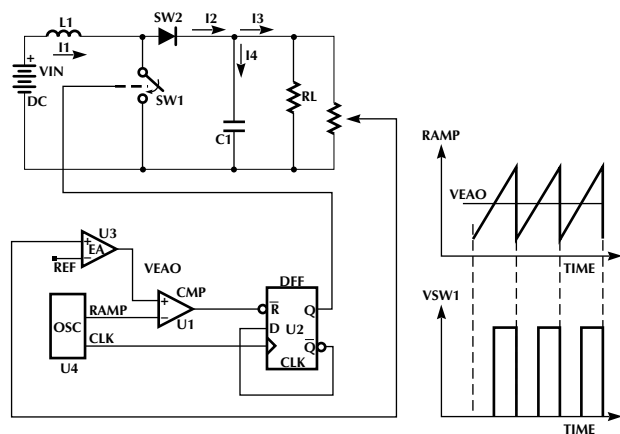 L1
SW2
I1
I2
I3
I4
+
VIN
DC
SW1
C1
RL
RAMP
VEAO
TIME
VSW1
TIME
U3
+
EA
−
REF
VEAO
CMP
+
−
U1
OSC
RAMP
CLK
U4
DFF
R̅
Q
D
U2
Q̅
CLK